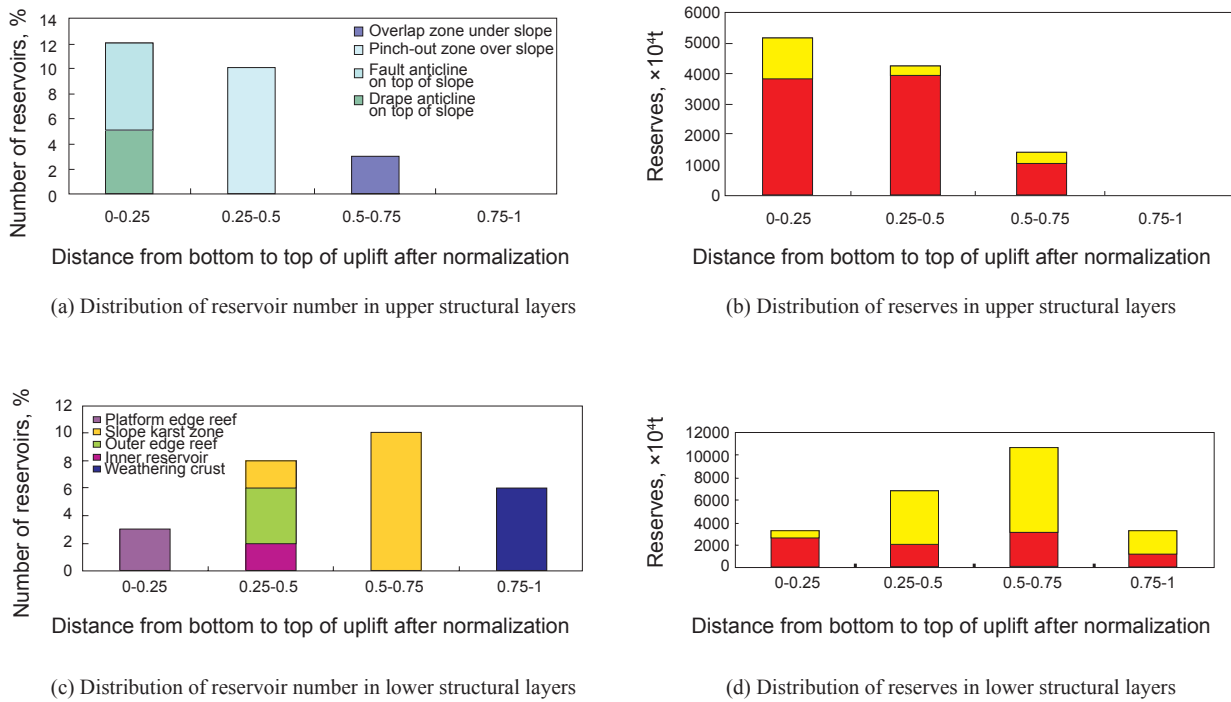 Number of reservoirs, %
14
12
10
8
6
4
2
0
Overlap zone under slope
Pinch-out zone over slope
Fault anticline
on top of slope
Drape anticline
on top of slope
0-0.25 0.25-0.5 0.5-0.75 0.75-1
Distance from bottom to top of uplift after normalization
(a) Distribution of reservoir number in upper structural layers
Reserves, ×10⁴t
6000
5000
4000
3000
2000
1000
0
0-0.25 0.25-0.5 0.5-0.75 0.75-1
Distance from bottom to top of uplift after normalization
(b) Distribution of reserves in upper structural layers
Number of reservoirs, %
12
10
8
6
4
2
0
Platform edge reef
Slope karst zone
Outer edge reef
Inner reservoir
Weathering crust
0-0.25 0.25-0.5 0.5-0.75 0.75-1
Distance from bottom to top of uplift after normalization
(c) Distribution of reservoir number in lower structural layers
Reserves, ×10⁴t
12000
10000
8000
6000
4000
2000
0
0-0.25 0.25-0.5 0.5-0.75 0.75-1
Distance from bottom to top of uplift after normalization
(d) Distribution of reserves in lower structural layers